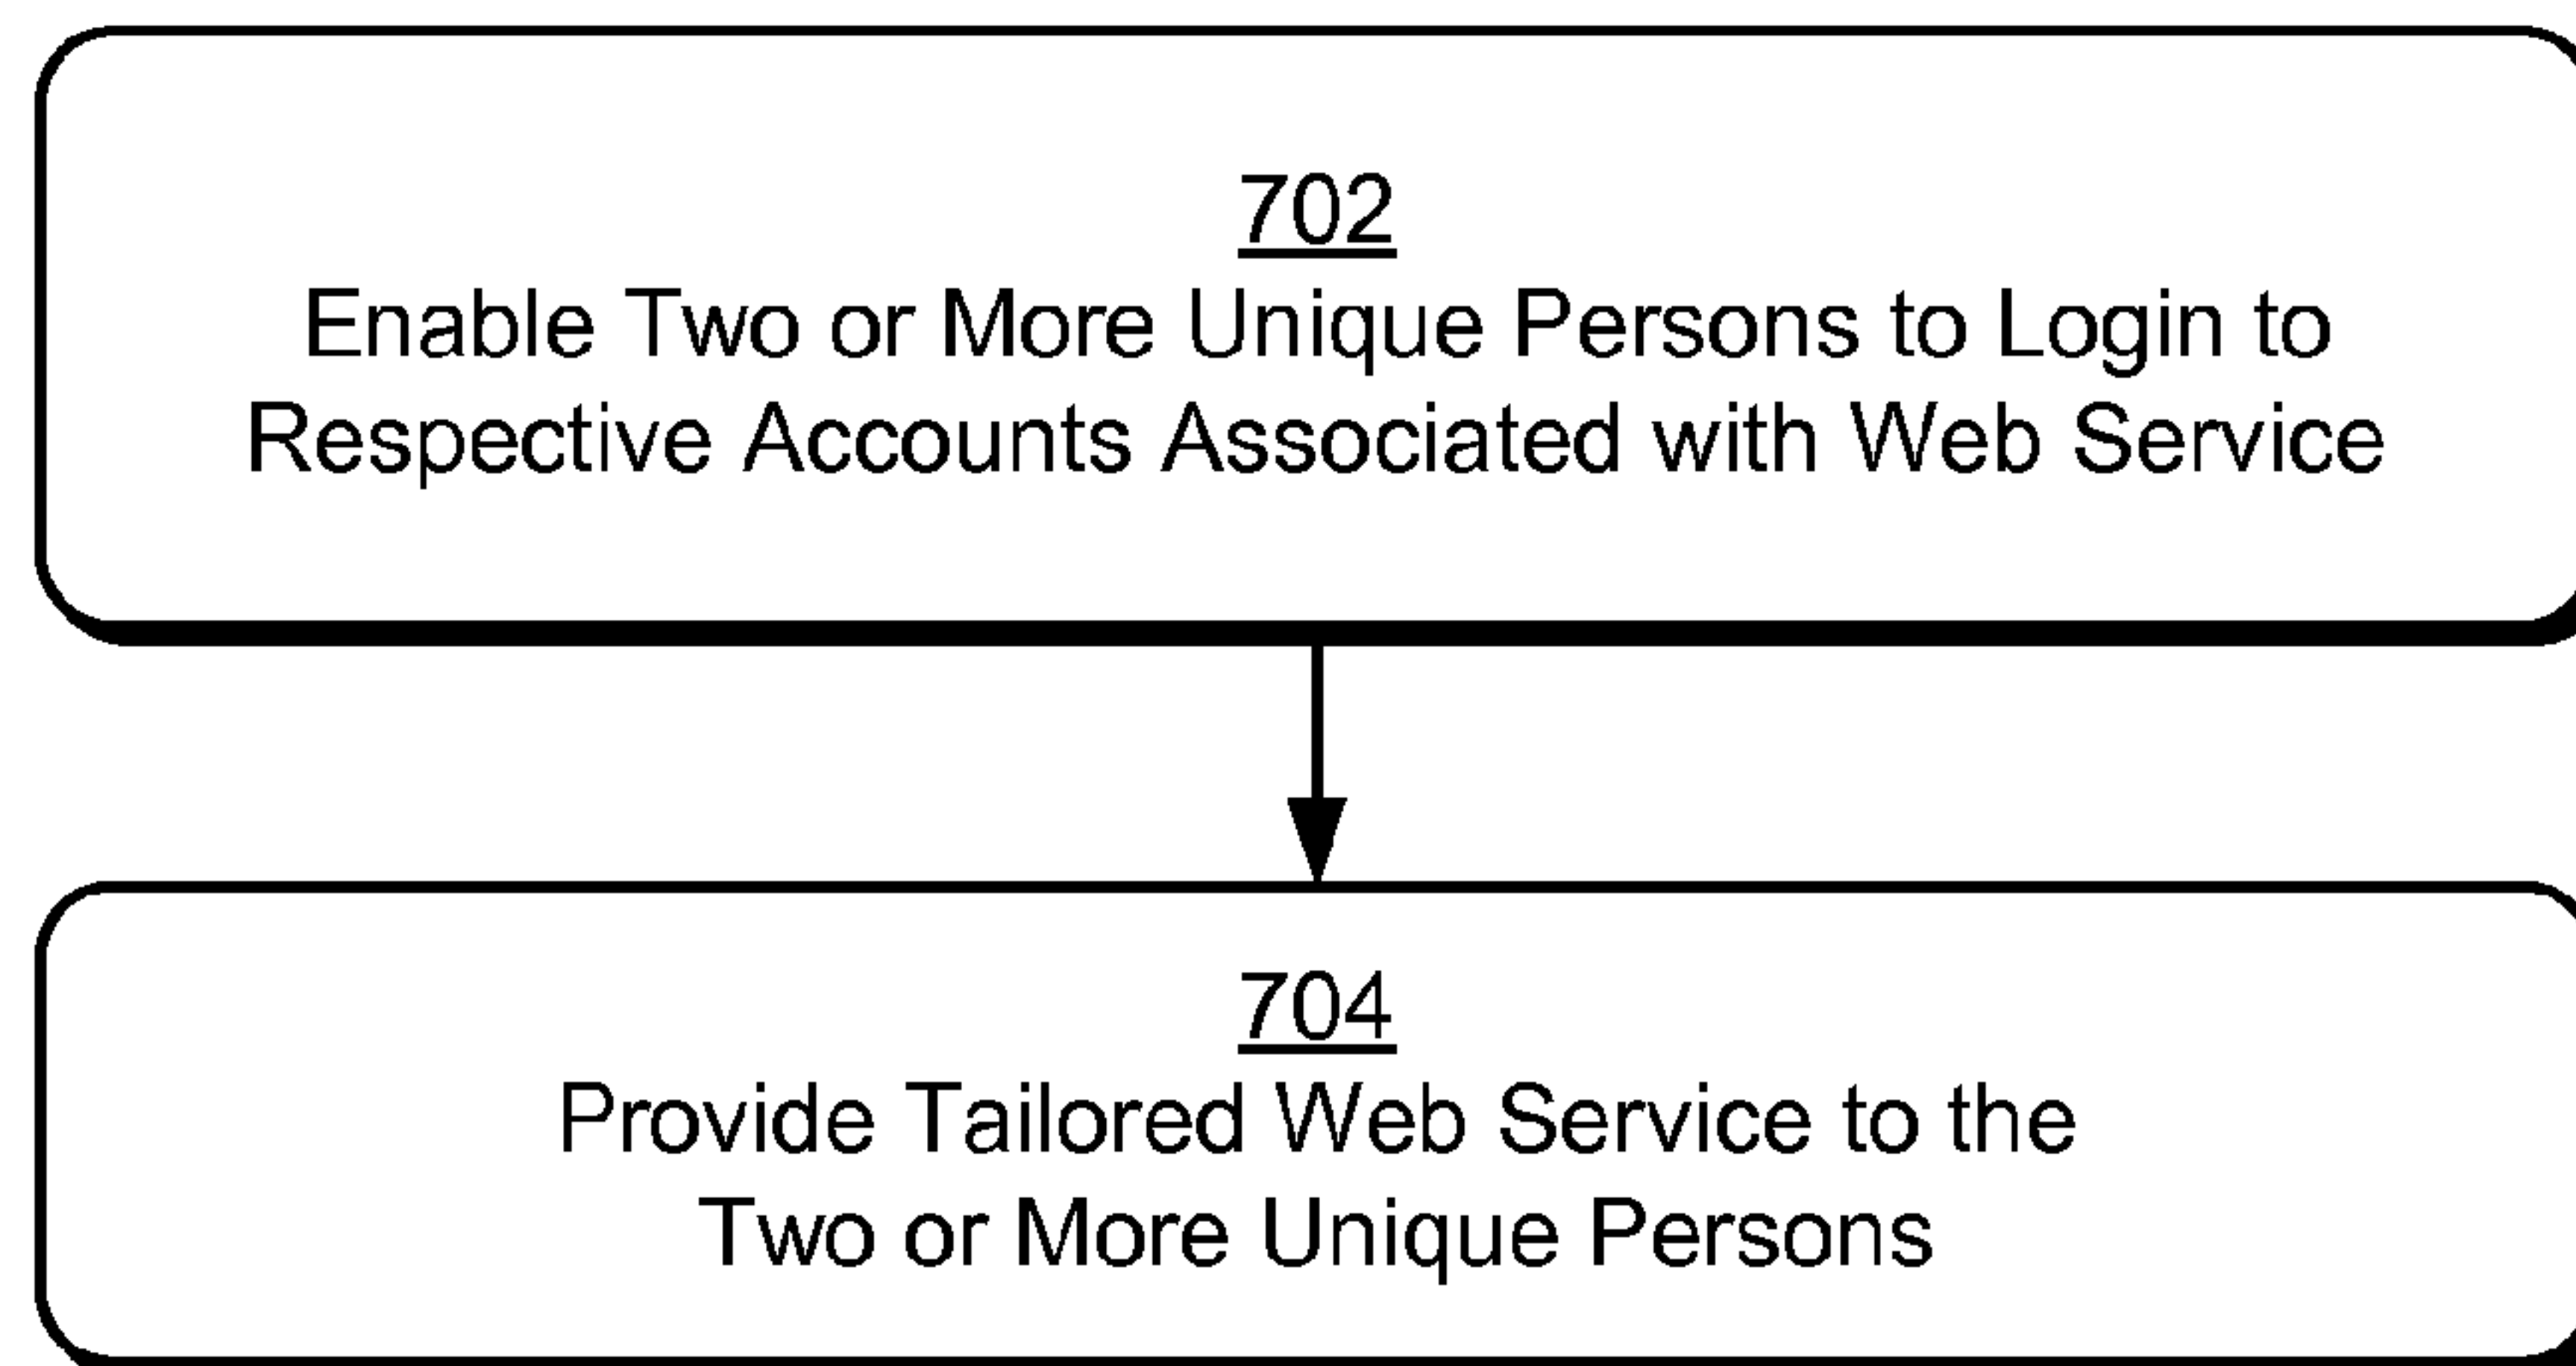 702
Enable Two or More Unique Persons to Login to
Respective Accounts Associated with Web Service
704
Provide Tailored Web Service to the
Two or More Unique Persons